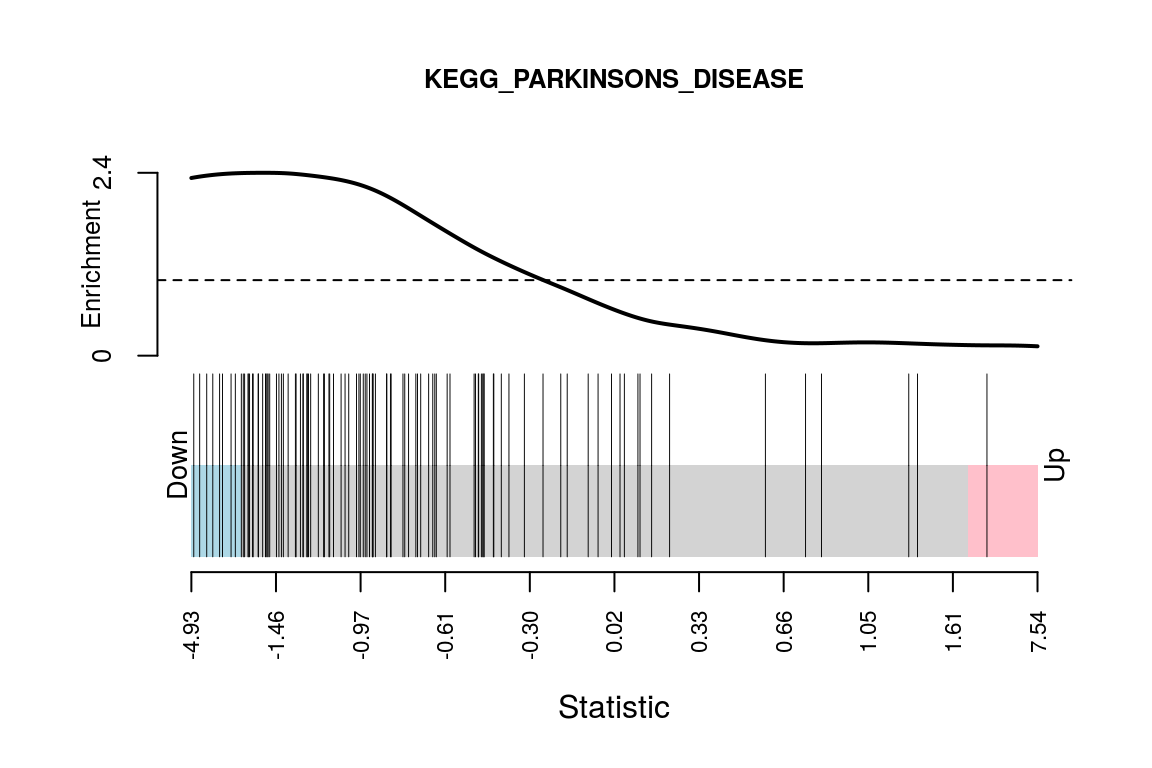 KEGG_PARKINSONS_DISEASE
Enrichment
2.4
0
Down
Up
-4.93 -1.46 -0.97 -0.61 -0.30 0.02 0.33 0.66 1.05 1.61 7.54
Statistic